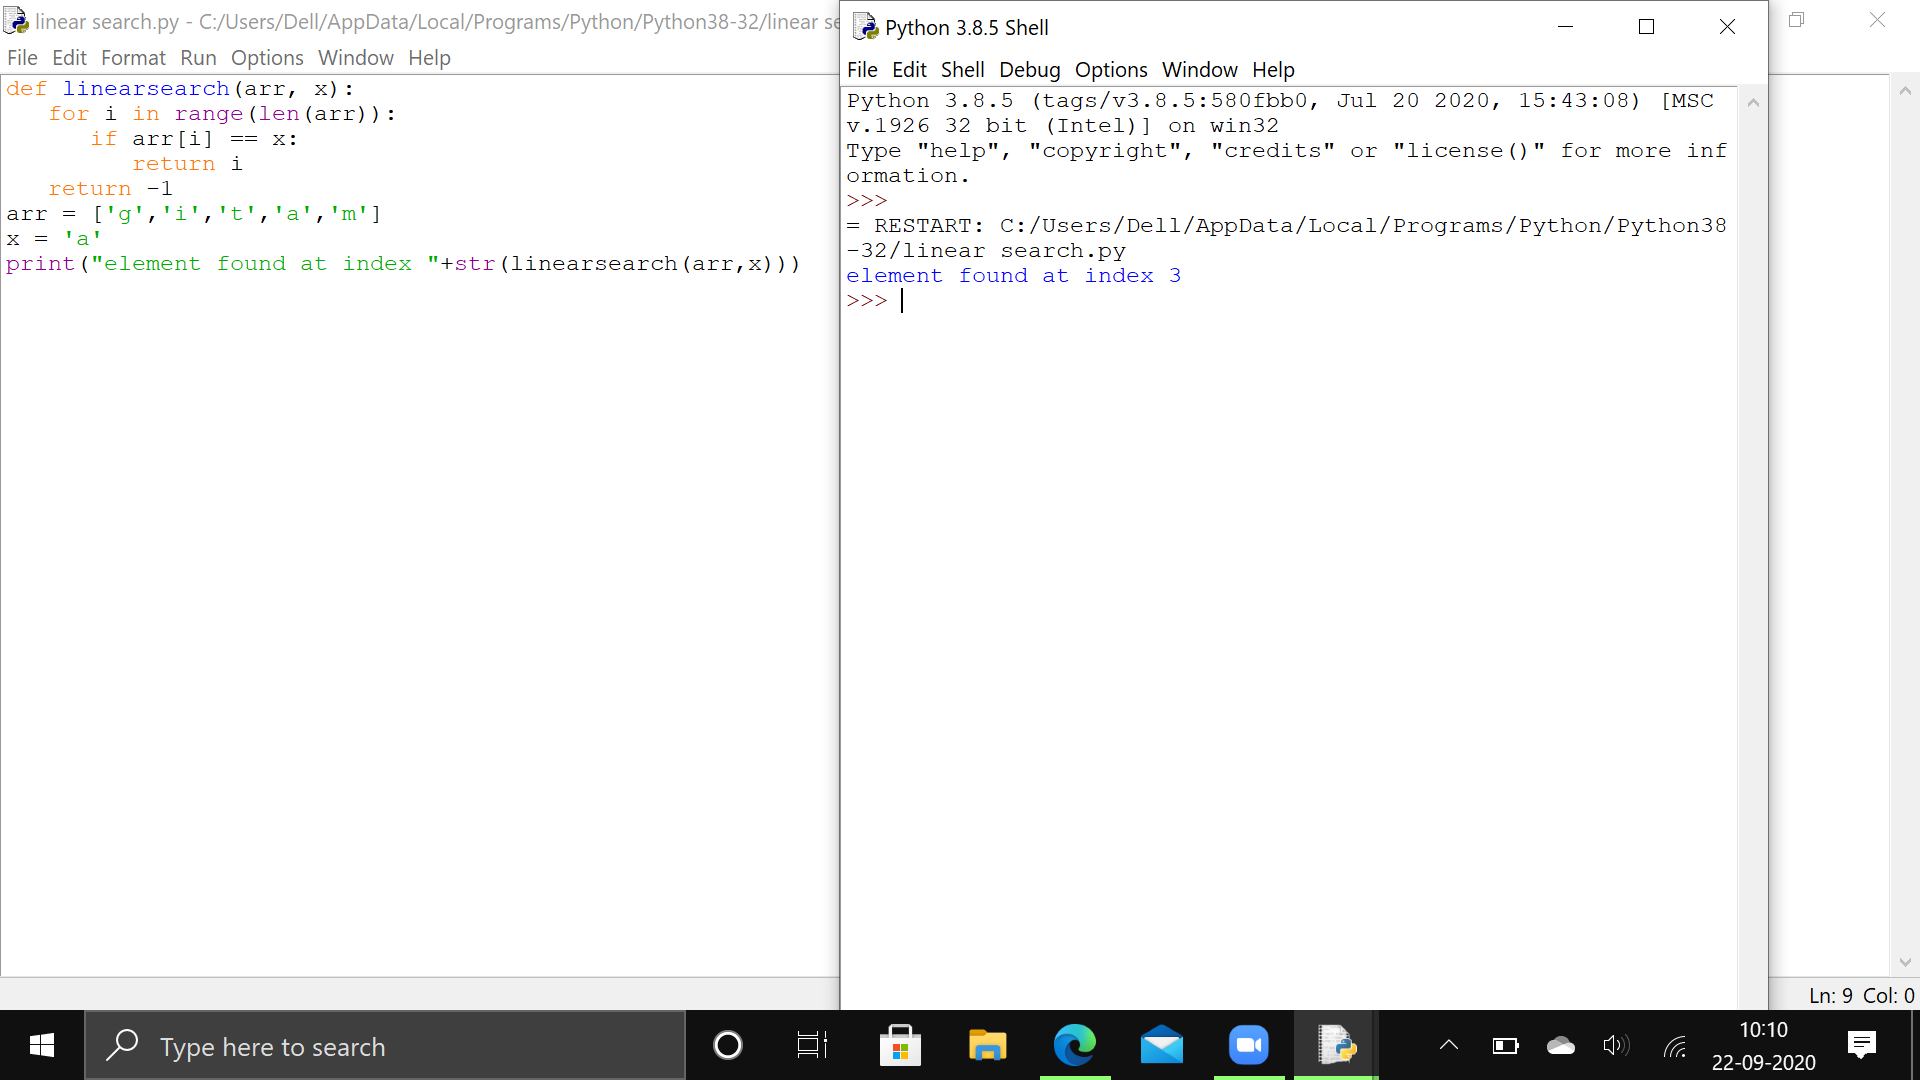 linear search.py - C:/Users/Dell/AppData/Local/Programs/Python/Python38-32/linear se
File Edit Format Run Options Window Help
def linearsearch(arr, x):
   for i in range(len(arr)):
      if arr[i] == x:
         return i
   return -1
arr = ['g','i','t','a','m']
x = 'a'
print("element found at index "+str(linearsearch(arr,x)))
Python 3.8.5 Shell
File Edit Shell Debug Options Window Help
Python 3.8.5 (tags/v3.8.5:580fbb0, Jul 20 2020, 15:43:08) [MSC
v.1926 32 bit (Intel)] on win32
Type "help", "copyright", "credits" or "license()" for more inf
ormation.
>>>
= RESTART: C:/Users/Dell/AppData/Local/Programs/Python/Python38
-32/linear search.py
element found at index 3
>>>
Ln: 9 Col: 0
Type here to search
10:10
22-09-2020